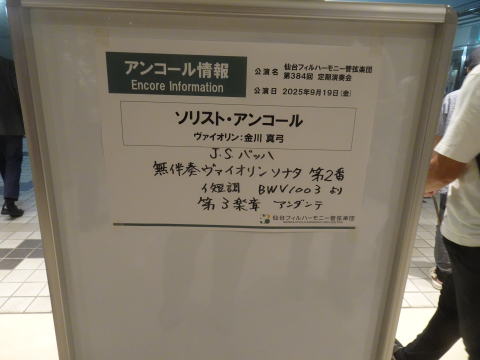 アンコール情報
Encore Information
公演名 仙台フィルハーモニー管弦楽団
第384回 定期演奏会
公演日 2025年9月19日(金)
ソリスト・アンコール
ヴァイオリン：金川 真弓
J.S.バッハ
無伴奏ヴァイオリンソナタ 第2番
イ短調 BWV1003 より
第3楽章 アンダンテ
仙台フィルハーモニー管弦楽団